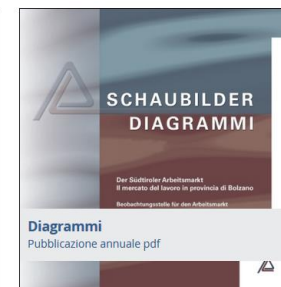 SCHAUBILDER
DIAGRAMMI
Der Südtiroler Arbeitsmarkt
Il mercato del lavoro in provincia di Bolzano
Beobachtungsstelle für den Arbeitsmarkt
Diagrammi
Pubblicazione annuale pdf